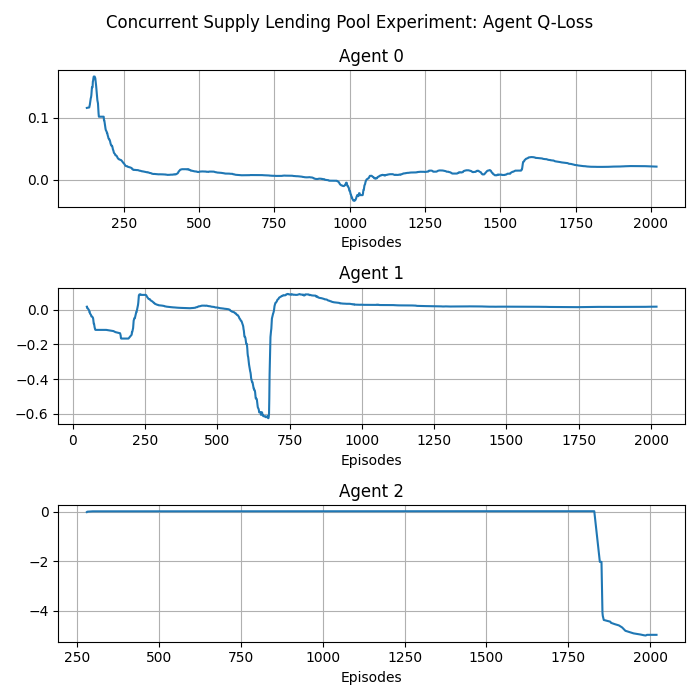 Concurrent Supply Lending Pool Experiment: Agent Q-Loss
Agent 0
0.1
0.0
250 500 750 1000 1250 1500 1750 2000
Episodes
Agent 1
0.0
−0.2
−0.4
−0.6
0 250 500 750 1000 1250 1500 1750 2000
Episodes
Agent 2
0
−2
−4
250 500 750 1000 1250 1500 1750 2000
Episodes